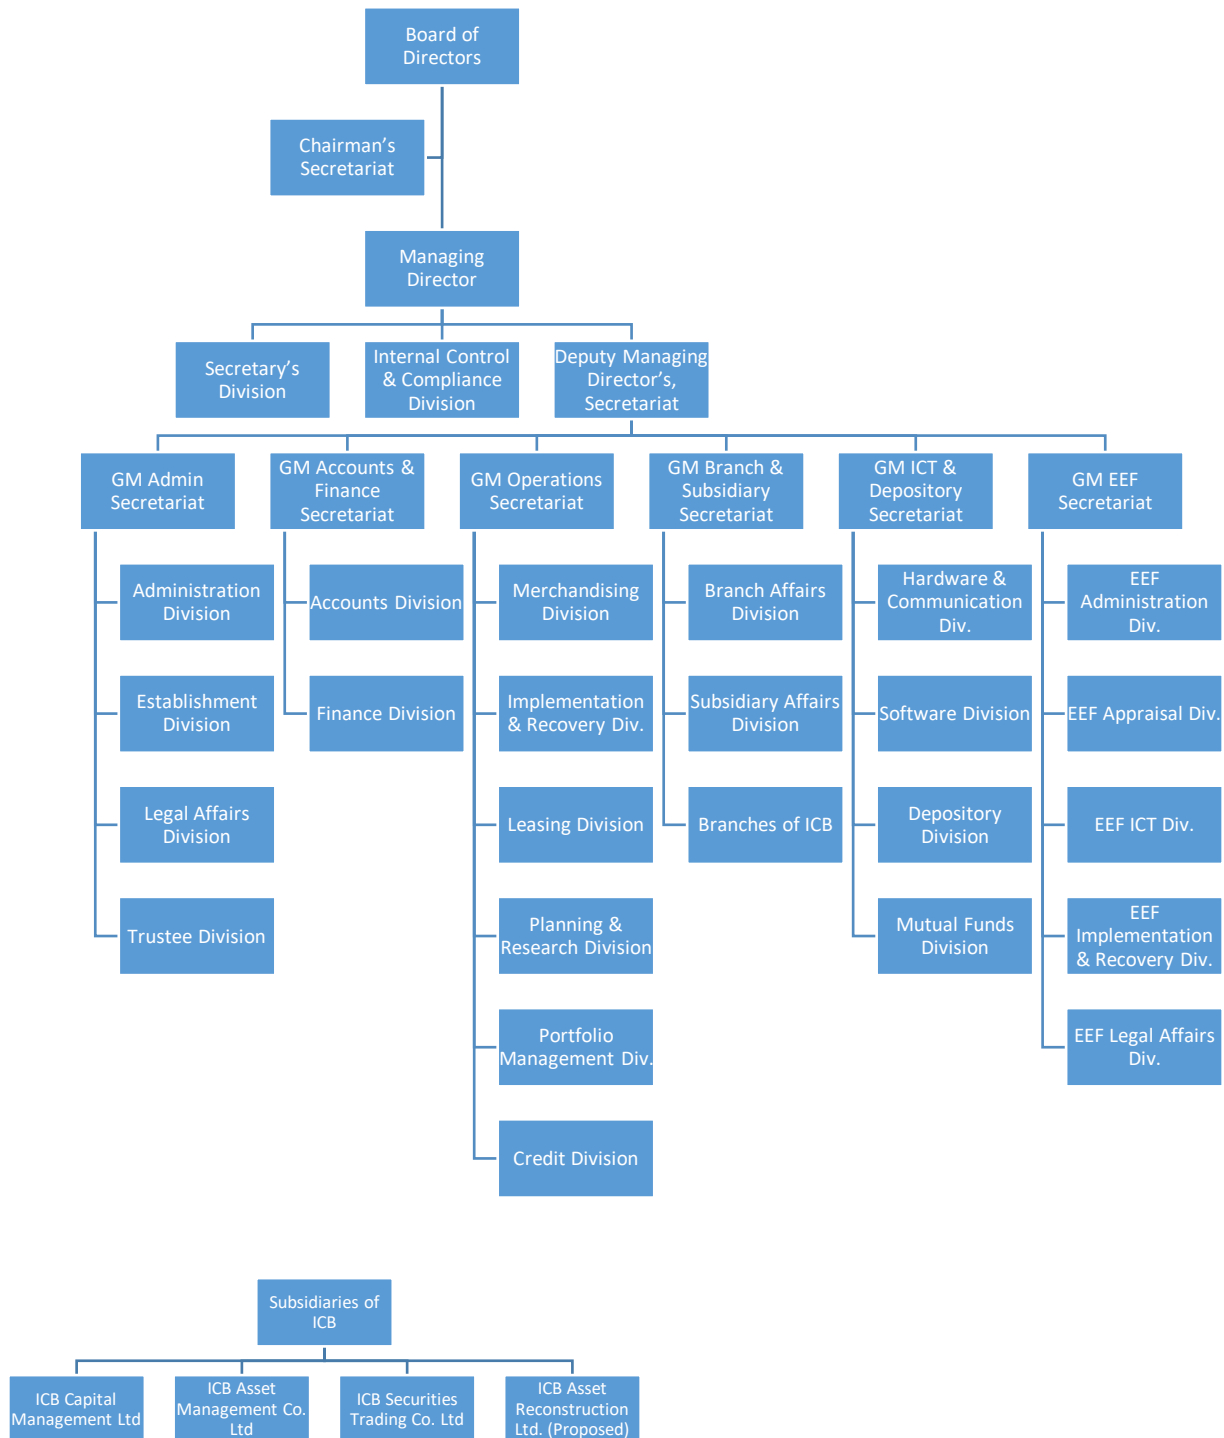 Board of
Directors
Chairman’s
Secretariat
Managing
Director
Secretary’s
Division
Internal Control
& Compliance
Division
Deputy Managing
Director’s,
Secretariat
GM Admin
Secretariat
GM Accounts &
Finance
Secretariat
GM Operations
Secretariat
GM Branch &
Subsidiary
Secretariat
GM ICT &
Depository
Secretariat
GM EEF
Secretariat
Administration
Division
Establishment
Division
Legal Affairs
Division
Trustee Division
Accounts Division
Finance Division
Merchandising
Division
Implementation
& Recovery Div.
Leasing Division
Planning &
Research Division
Portfolio
Management Div.
Credit Division
Branch Affairs
Division
Subsidiary Affairs
Division
Branches of ICB
Hardware &
Communication
Div.
Software Division
Depository
Division
Mutual Funds
Division
EEF
Administration
Div.
EEF Appraisal Div.
EEF ICT Div.
EEF
Implementation
& Recovery Div.
EEF Legal Affairs
Div.
Subsidiaries of
ICB
ICB Capital
Management Ltd
ICB Asset
Management Co.
Ltd
ICB Securities
Trading Co. Ltd
ICB Asset
Reconstruction
Ltd. (Proposed)